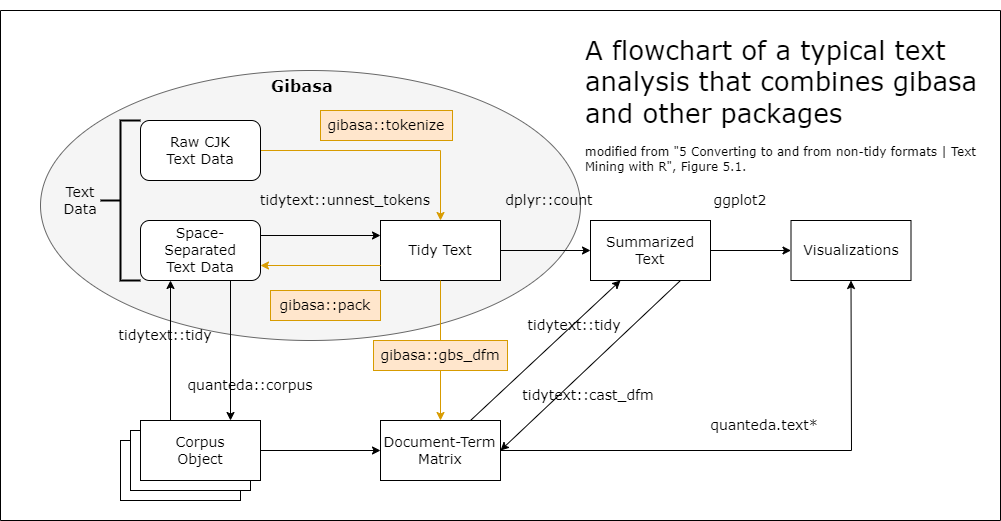 A flowchart of a typical text
analysis that combines gibasa
and other packages
modified from "5 Converting to and from non-tidy formats | Text
Mining with R", Figure 5.1.
Gibasa
gibasa::tokenize
Raw CJK
Text Data
Text
Data
tidytext::unnest_tokens
dplyr::count
ggplot2
Space-
Separated
Text Data
Tidy Text
Summarized
Text
Visualizations
gibasa::pack
tidytext::tidy
tidytext::tidy
gibasa::gbs_dfm
quanteda::corpus
tidytext::cast_dfm
quanteda.text*
Corpus
Object
Document-Term
Matrix